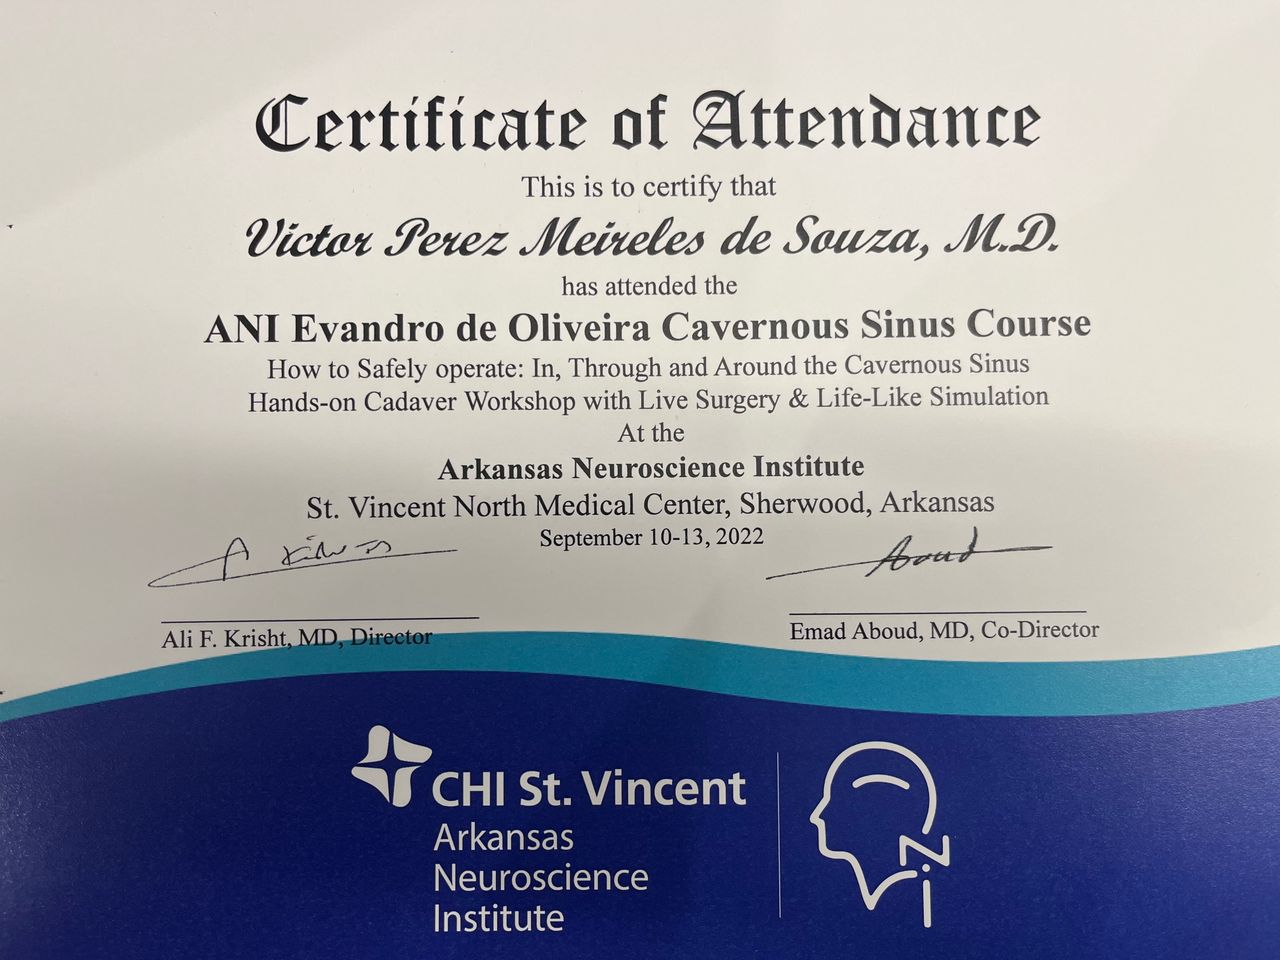 Certificate of Attendance
This is to certify that
Victor Perez Meireles de Souza, M.D.
has attended the
ANI Evandro de Oliveira Cavernous Sinus Course
How to Safely operate: In, Through and Around the Cavernous Sinus
Hands-on Cadaver Workshop with Live Surgery & Life-Like Simulation
At the
Arkansas Neuroscience Institute
St. Vincent North Medical Center, Sherwood, Arkansas
September 10-13, 2022
Aboud
Ali F. Krisht, MD, Director
Emad Aboud, MD, Co-Director
CHI St. Vincent
Arkansas
Neuroscience
Institute